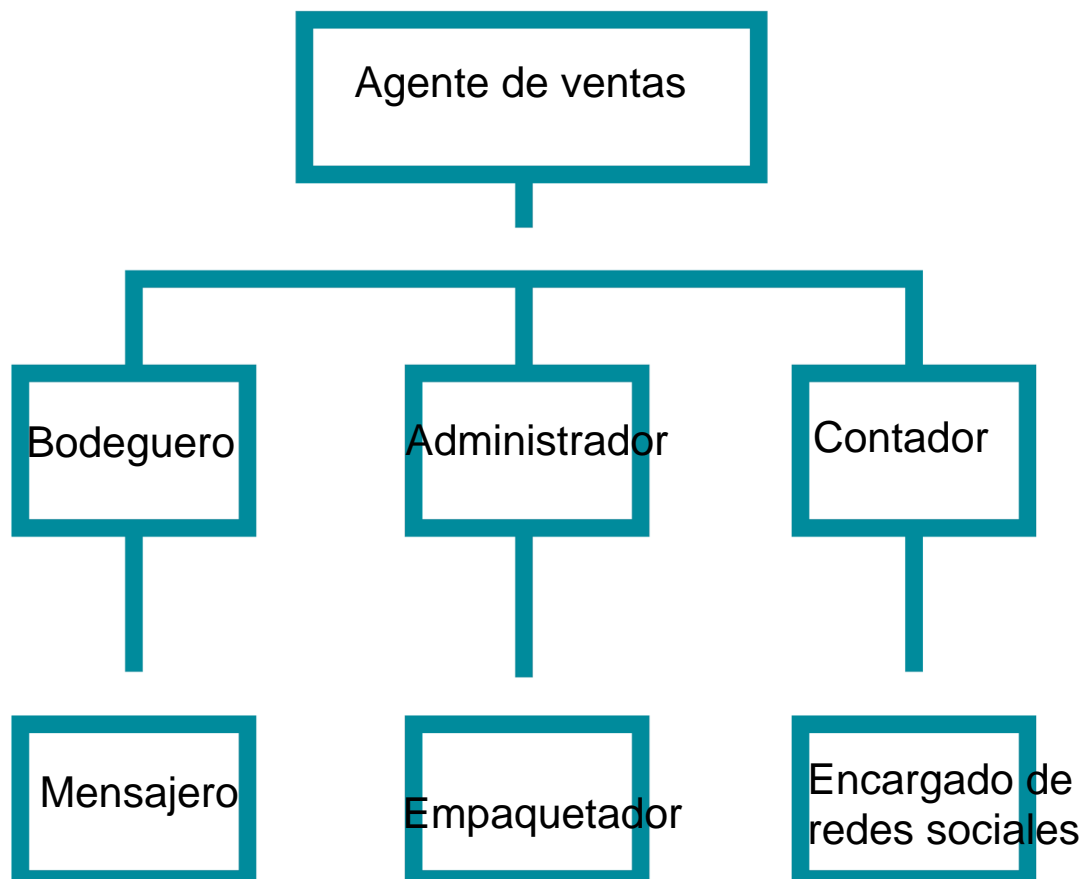 Agente de ventas
Bodeguero
Administrador
Contador
Mensajero
Empaquetador
Encargado de
redes sociales